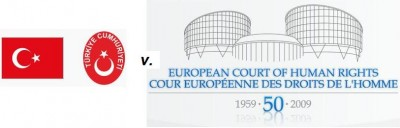 TÜRKİYE CUMHURİYETİ
v.
EUROPEAN COURT OF HUMAN RIGHTS
COUR EUROPÉENNE DES DROITS DE L'HOMME
1959 · 50 · 2009